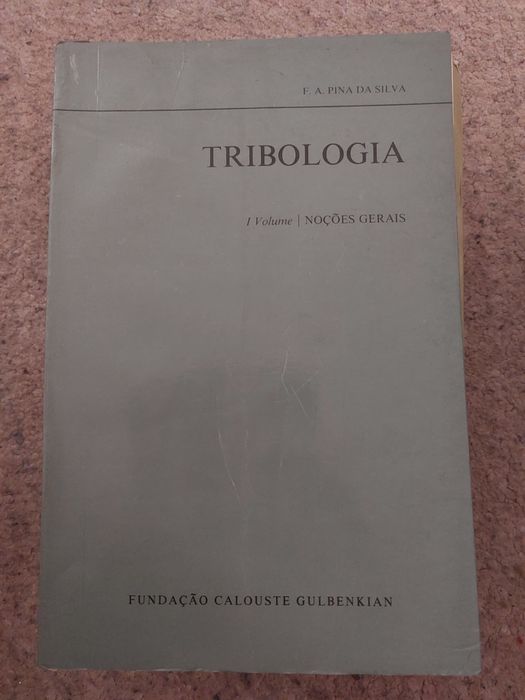 F. A. PINA DA SILVA
TRIBOLOGIA
I Volume | NOÇÕES GERAIS
FUNDAÇÃO CALOUSTE GULBENKIAN